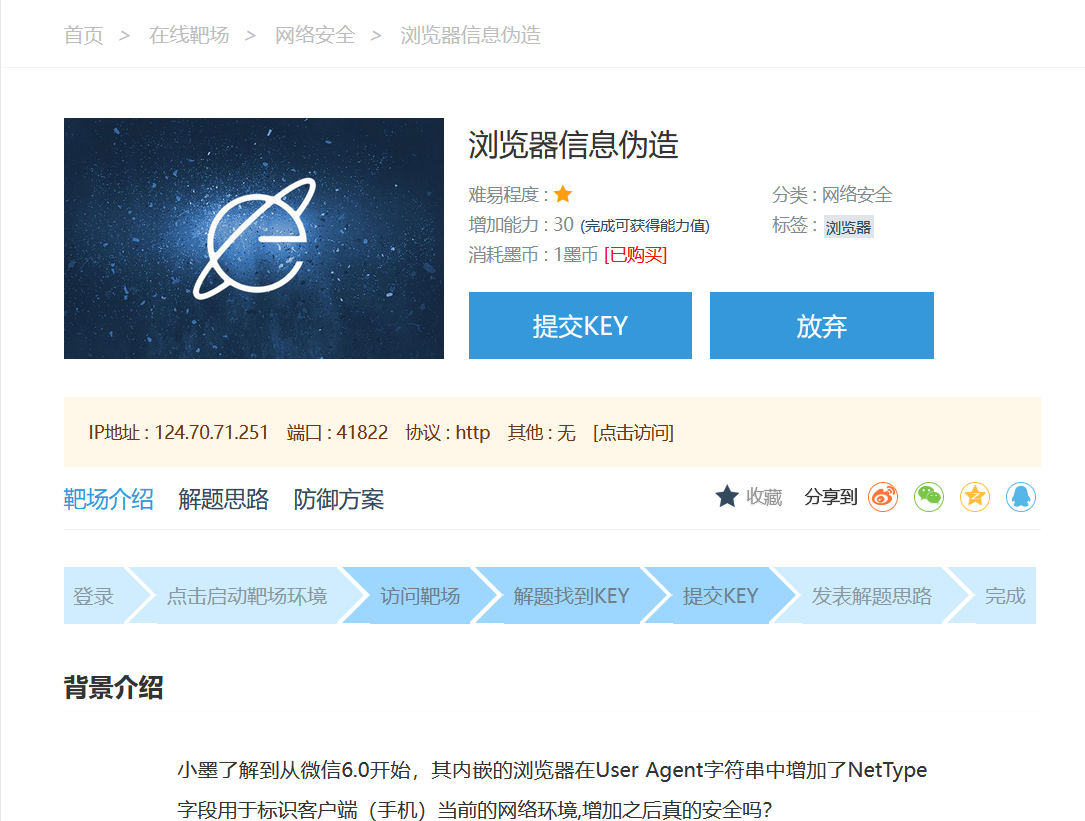 首页 > 在线靶场 > 网络安全 > 浏览器信息伪造
浏览器信息伪造
难易程度 : 
分类 : 网络安全
增加能力 : 30 (完成可获得能力值)
标签 : 浏览器
消耗墨币 : 1墨币 [已购买]
提交KEY
放弃
IP地址 : 124.70.71.251 端口 : 41822 协议 : http 其他 : 无 [点击访问]
靶场介绍 解题思路 防御方案
收藏 分享到
登录 点击启动靶场环境 访问靶场 解题找到KEY 提交KEY 发表解题思路 完成
背景介绍
小墨了解到从微信6.0开始，其内嵌的浏览器在User Agent字符串中增加了NetType
字段用于标识客户端（手机）当前的网络环境,增加之后真的安全吗？